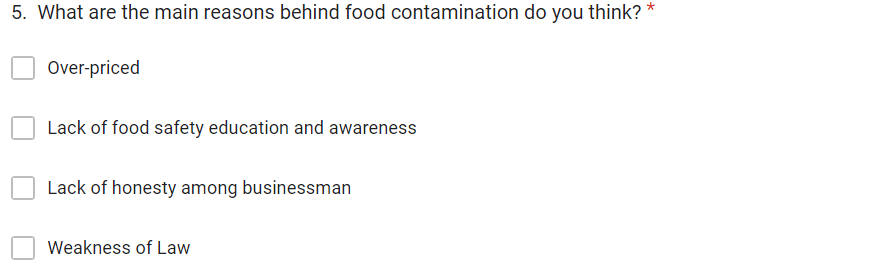 5. What are the main reasons behind food contamination do you think? *
Over-priced
Lack of food safety education and awareness
Lack of honesty among businessman
Weakness of Law